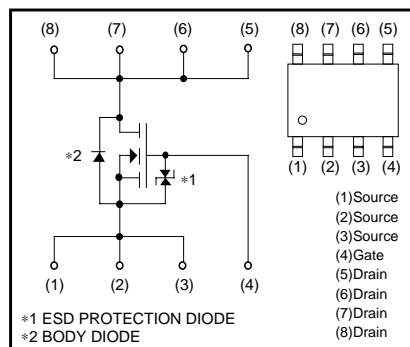 (8) (7) (6) (5)
(8) (7) (6) (5)
∗2
∗1
(1) (2) (3) (4)
(1) (2) (3) (4)
(1)Source
(2)Source
(3)Source
(4)Gate
(5)Drain
(6)Drain
(7)Drain
(8)Drain
∗1 ESD PROTECTION DIODE
∗2 BODY DIODE